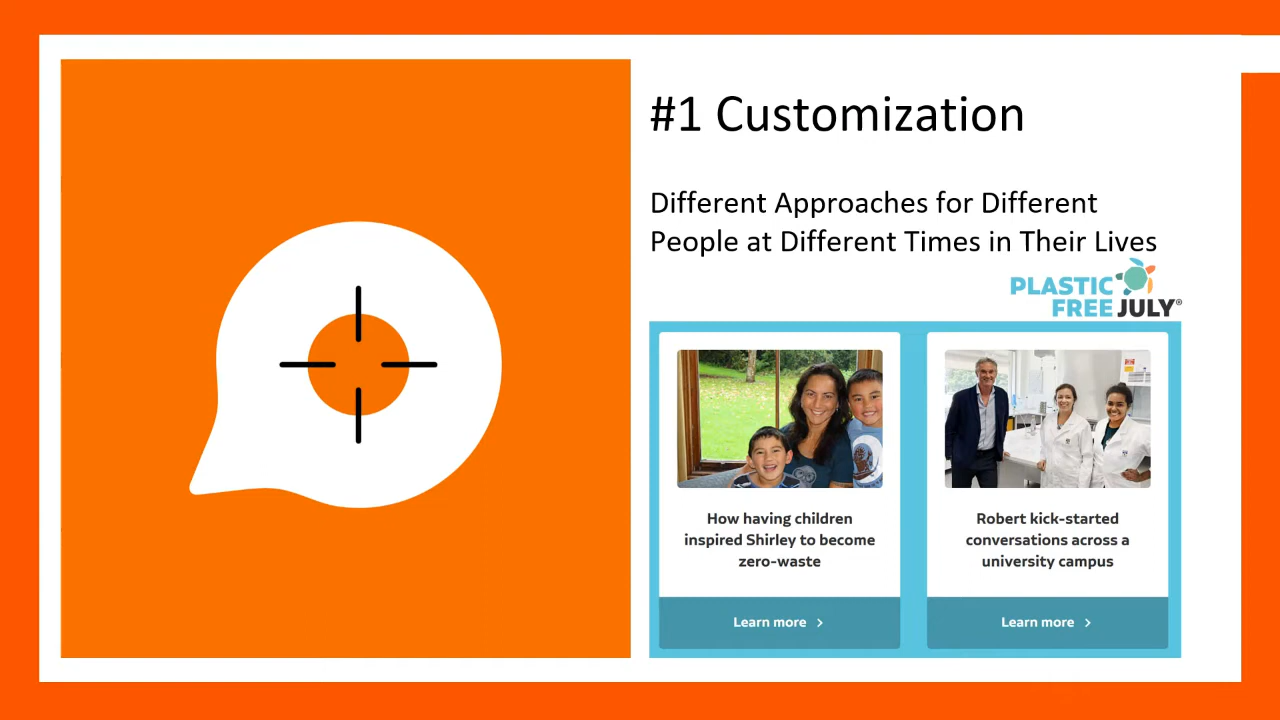 #1 Customization
Different Approaches for Different
People at Different Times in Their Lives
PLASTIC
FREE JULY®
How having children
inspired Shirley to become
zero-waste
Learn more >
Robert kick-started
conversations across a
university campus
Learn more >